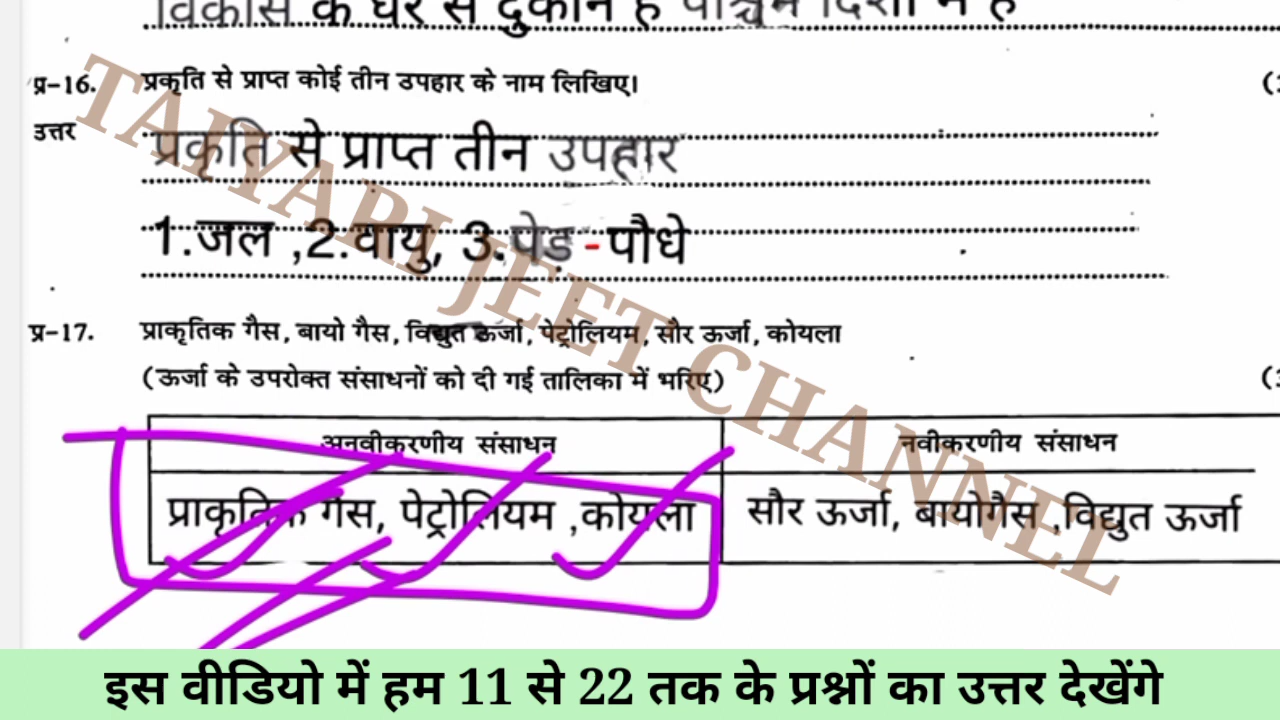 विकास के घर से दुकान है पश्चिम दिशा में है
प्र-16. प्रकृति से प्राप्त कोई तीन उपहार के नाम लिखिए।
उत्तर
प्रकृति से प्राप्त तीन उपहार
1.जल ,2.वायु, 3.पेड - पौधे
प्र-17. प्राकृतिक गैस, बायो गैस, विद्युत ऊर्जा, पेट्रोलियम, सौर ऊर्जा, कोयला
(ऊर्जा के उपरोक्त संसाधनों को दी गई तालिका में भरिए)
अनवीकरणीय संसाधन नवीकरणीय संसाधन
प्राकृतिक गैस, पेट्रोलियम ,कोयला सौर ऊर्जा, बायोगैस ,विद्युत ऊर्जा
TAIYARI JEET CHANNEL
इस वीडियो में हम 11 से 22 तक के प्रश्नों का उत्तर देखेंगे